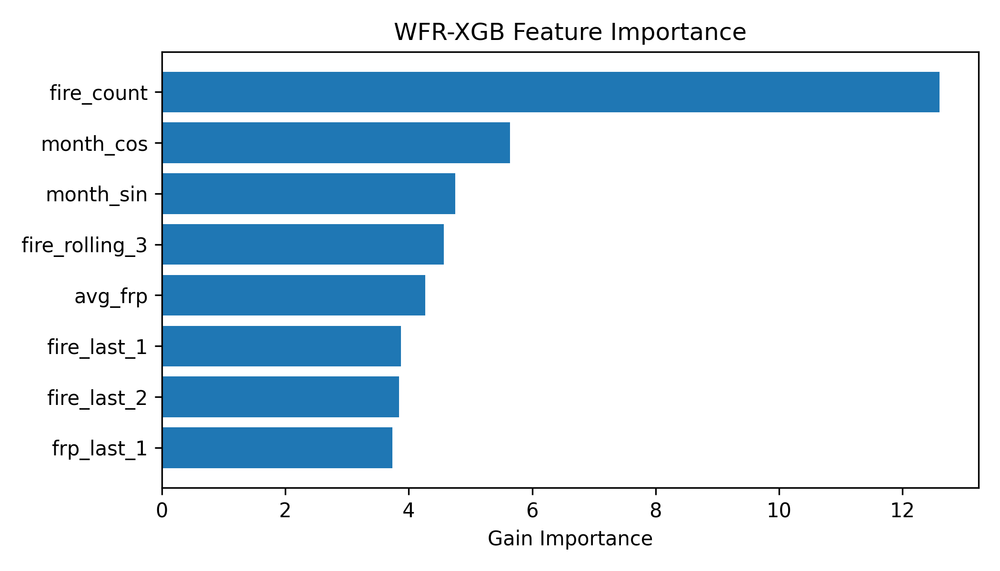 WFR-XGB Feature Importance
fire_count
month_cos
month_sin
fire_rolling_3
avg_frp
fire_last_1
fire_last_2
frp_last_1
0 2 4 6 8 10 12
Gain Importance